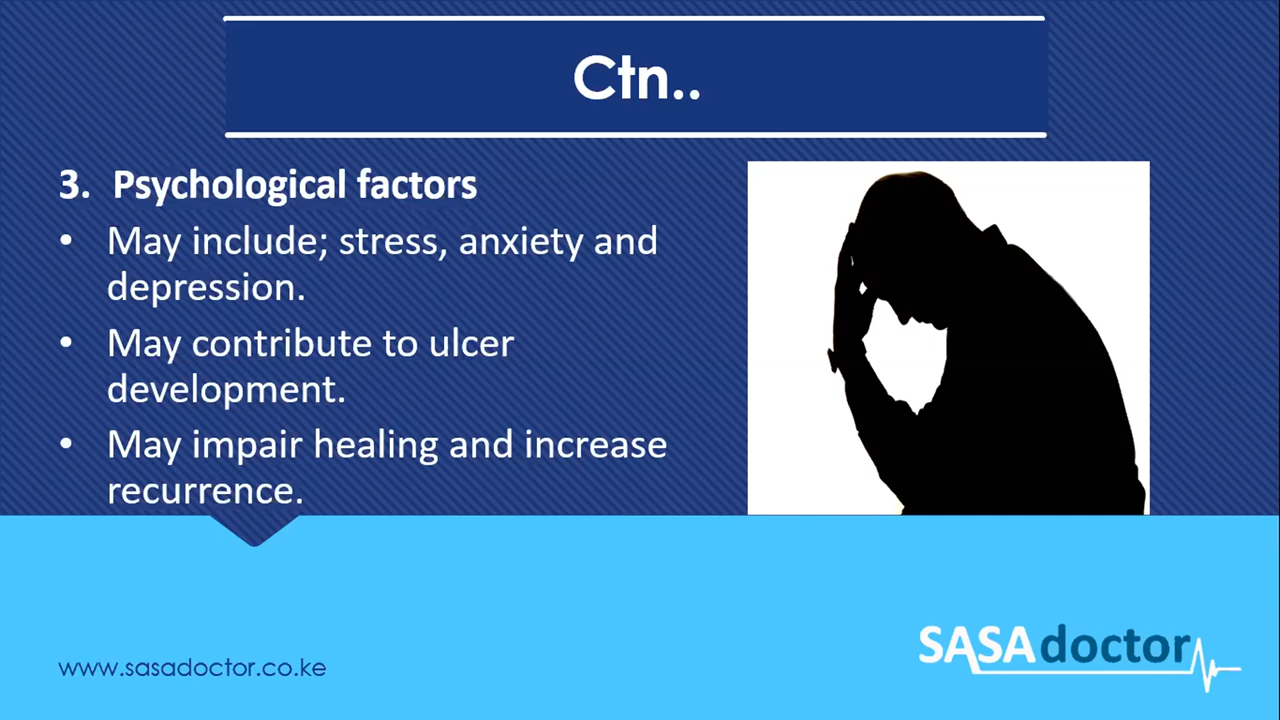 Ctn..
3. Psychological factors
• May include; stress, anxiety and
depression.
• May contribute to ulcer
development.
• May impair healing and increase
recurrence.
www.sasadoctor.co.ke
SASAdoctor